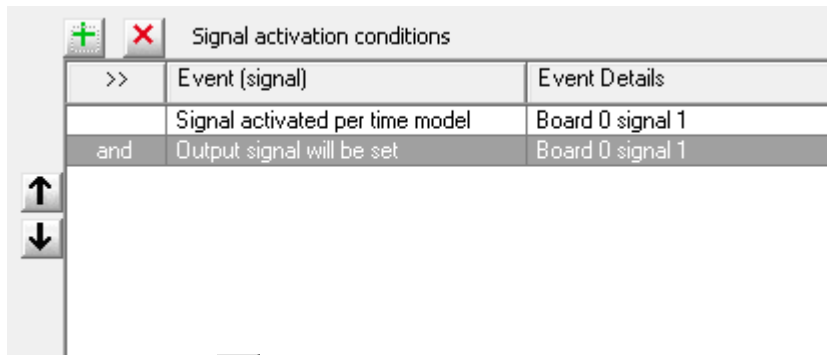 Signal activation conditions
>> Event (signal) Event Details
Signal activated per time model Board 0 signal 1
and Output signal will be set Board 0 signal 1